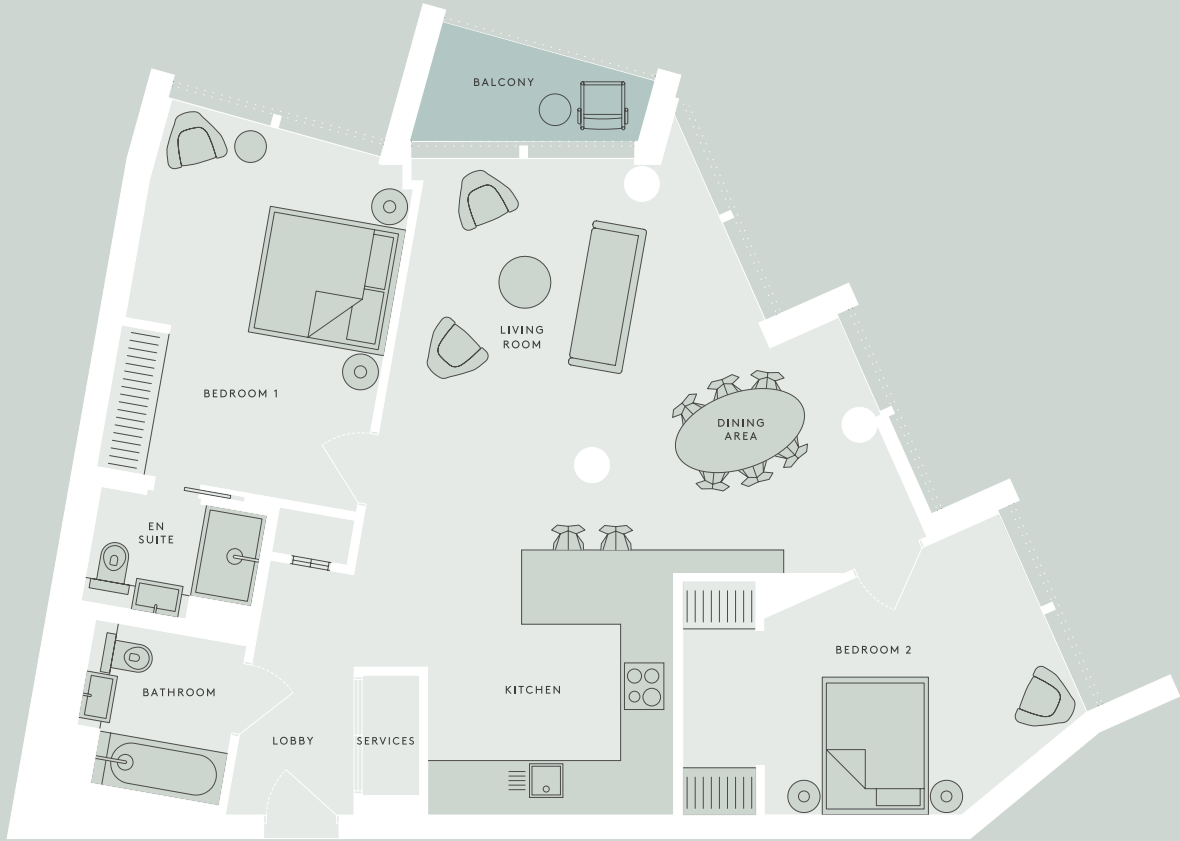 BALCONY
LIVING
ROOM
BEDROOM 1
DINING
AREA
EN
SUITE
BEDROOM 2
KITCHEN
BATHROOM
LOBBY
SERVICES